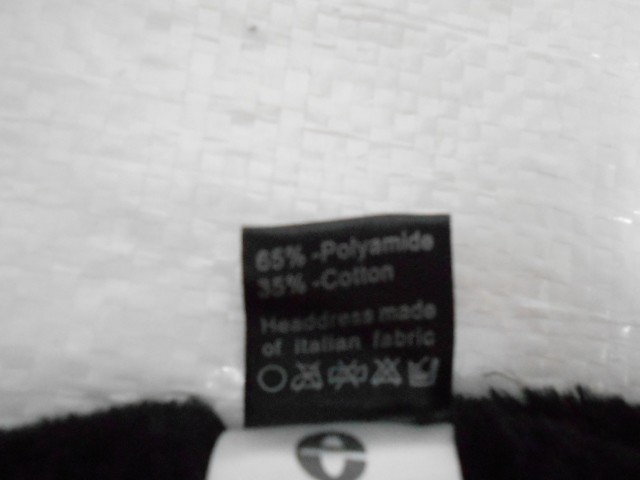 65% -Polyamide
35% -Cotton
Headdress made
of italian fabric